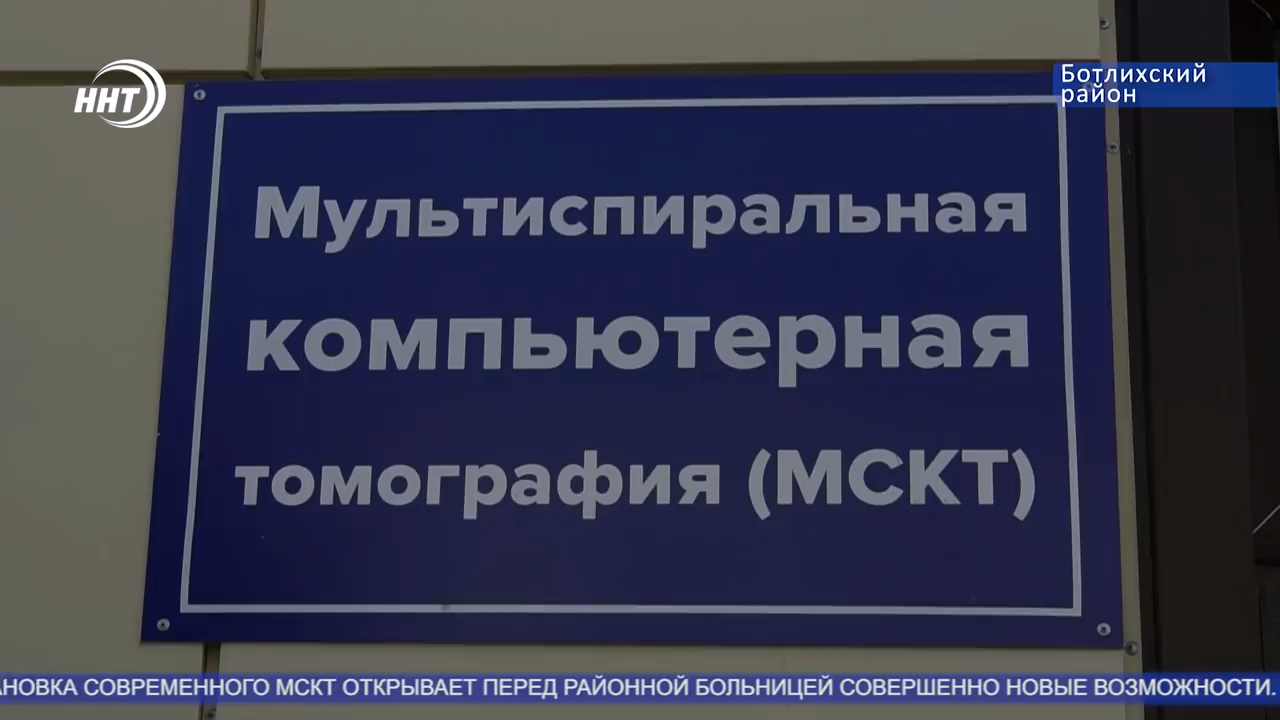 ННТ
Ботлихский
район
Мультиспиральная
компьютерная
томография (МСКТ)
СОВРЕМЕННОГО МСКТ ОТКРЫВАЕТ ПЕРЕД РАЙОННОЙ БОЛЬНИЦЕЙ СОВЕРШЕННО НОВЫЕ ВОЗМОЖНОСТИ.